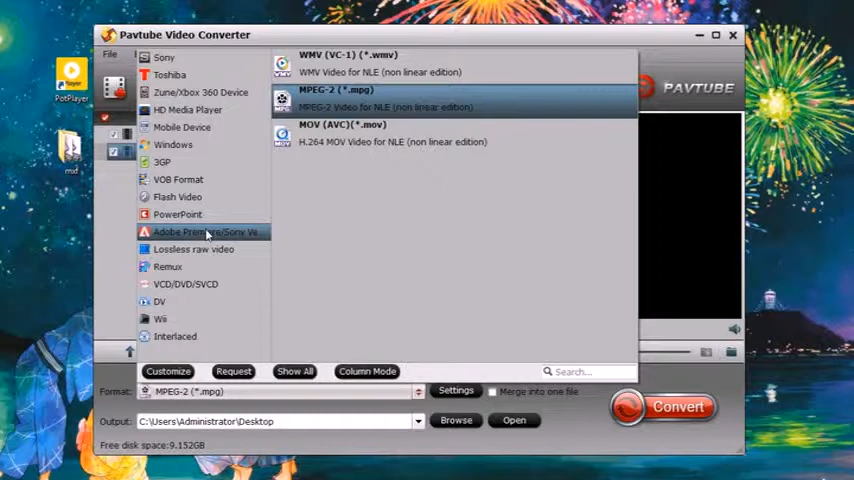 Pavtube Video Converter
File
PotPlayer
mxf
Sony
Toshiba
Zune/Xbox 360 Device
HD Media Player
Mobile Device
Windows
3GP
VOB Format
Flash Video
PowerPoint
Adobe Premiere/Sony Ve
Lossless raw video
Remux
VCD/DVD/SVCD
DV
Wii
Interlaced
WMV (VC-1) (*.wmv)
WMV Video for NLE (non linear edition)
MPEG-2 (*.mpg)
MPEG-2 Video for NLE (non linear edition)
MOV (AVC)(*.mov)
H.264 MOV Video for NLE (non linear edition)
PAVTUBE
Customize
Request
Show All
Column Mode
Search...
Format:
MPEG-2 (*.mpg)
Settings
Merge into one file
Convert
Output:
C:\Users\Administrator\Desktop
Browse
Open
Free disk space:9.152GB